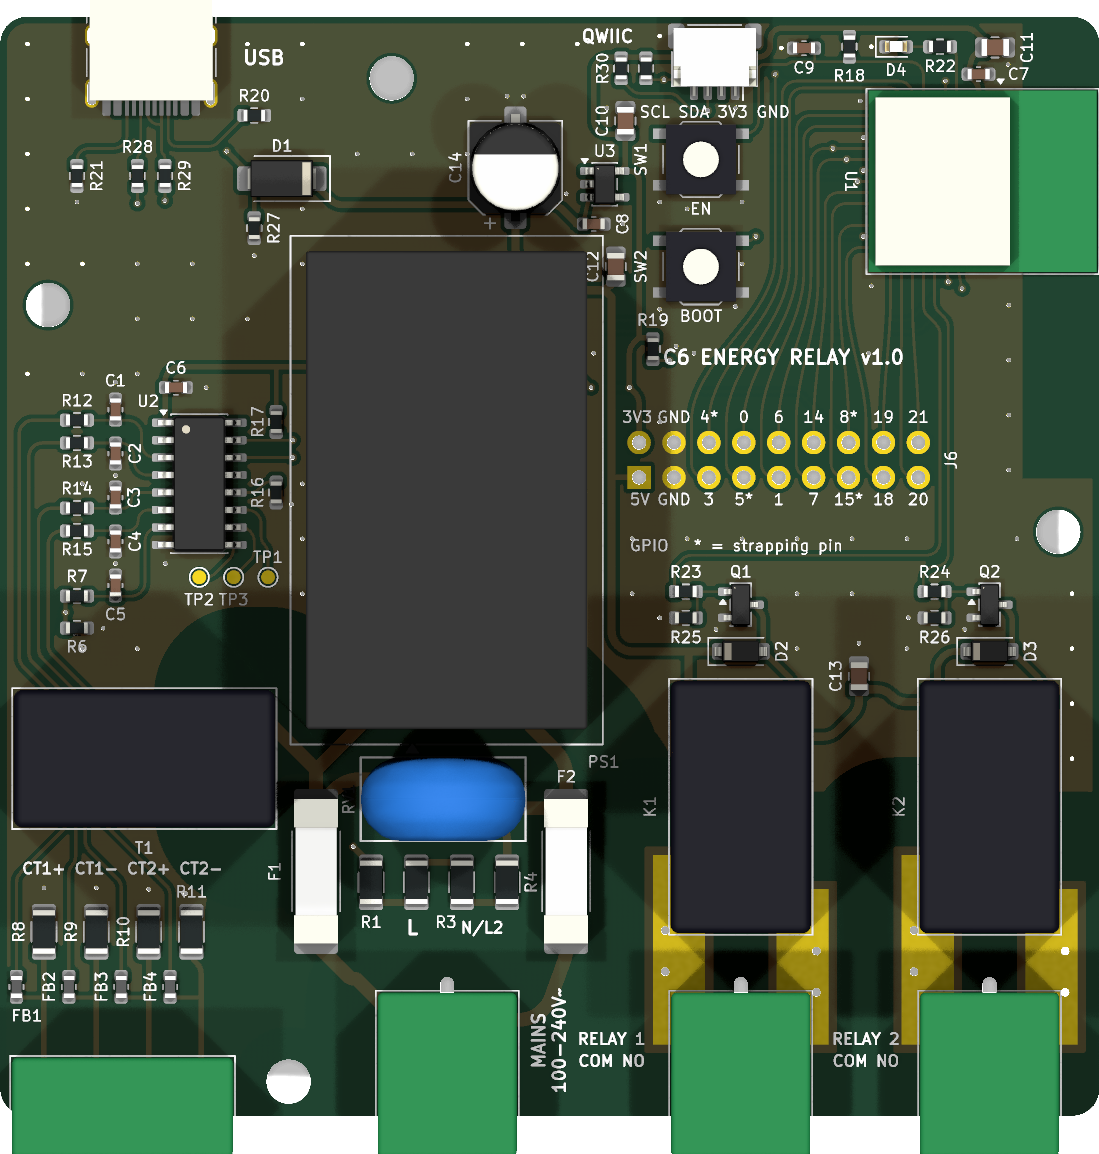 QWIIC
USB
R30
C9
R18
D4
R22
C11
C7
R20
C10
SCL SDA 3V3 GND
R28
D1
C14
U3
SW1
R21
R29
U1
EN
R27
C8
C12
SW2
BOOT
R19
C6 ENERGY RELAY v1.0
C6
C1
U2
R12
R17
3V3 GND 4* 0 6 14 8* 19 21
R13
C2
J6
R14
C3
R16
5V GND 3 5* 1 7 15* 18 20
R15
C4
GPIO * = strapping pin
TP1
R7
TP2 TP3
R23
Q1
R24
Q2
C5
R6
R25
R26
D2
D3
C13
PS1
F2
K1
K2
T1
CT1+ CT1- CT2+ CT2-
F1
R4
R11
R8
R9
R10
R1
L
R3
N/L2
FB1
FB2
FB3
FB4
MAINS
100-240V~
RELAY 1
COM NO
RELAY 2
COM NO